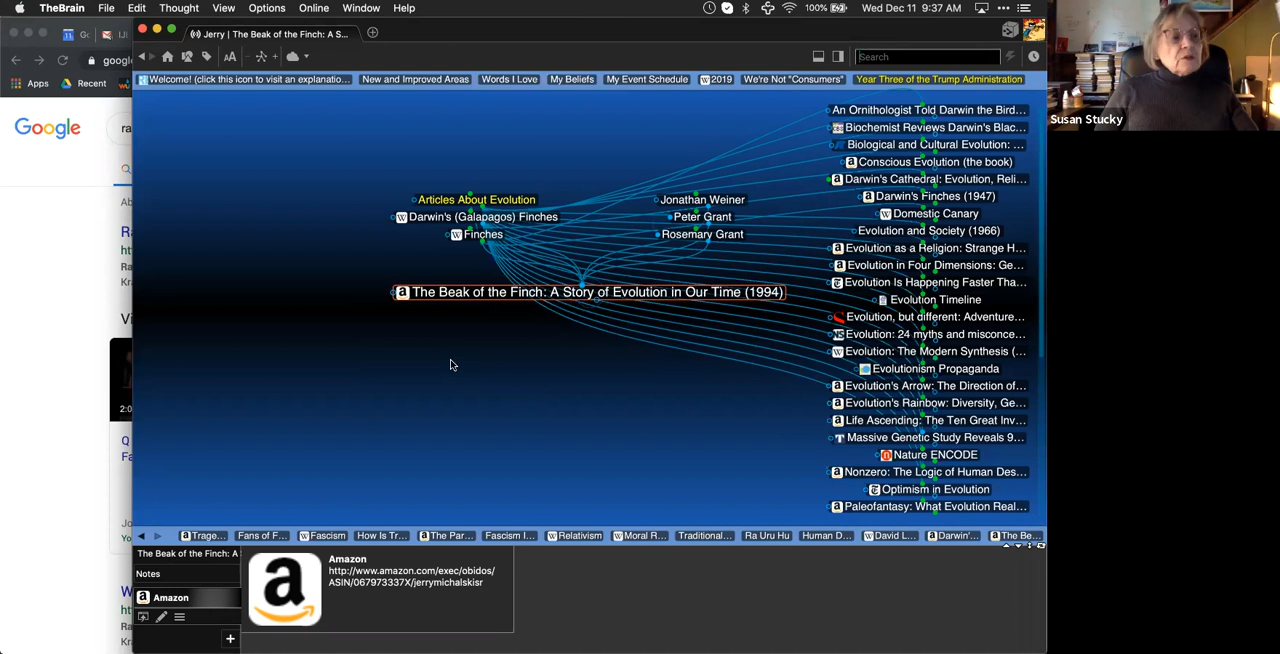 TheBrain File Edit Thought View Options Online Window Help 100% Wed Dec 11 9:37 AM
Jerry | The Beak of the Finch: A S...
Search
Apps Recent
Google
Welcome! (click this icon to visit an explanatio...
New and Improved Areas
Words I Love
My Beliefs
My Event Schedule
2019
We're Not "Consumers"
Year Three of the Trump Administration
Susan Stucky
Articles About Evolution
Darwin's (Galapagos) Finches
Finches
Jonathan Weiner
Peter Grant
Rosemary Grant
The Beak of the Finch: A Story of Evolution in Our Time (1994)
An Ornithologist Told Darwin the Bird...
Biochemist Reviews Darwin's Blac...
Biological and Cultural Evolution: ...
Conscious Evolution (the book)
Darwin's Cathedral: Evolution, Reli...
Darwin's Finches (1947)
Domestic Canary
Evolution and Society (1966)
Evolution as a Religion: Strange H...
Evolution in Four Dimensions: Ge...
Evolution Is Happening Faster Tha...
Evolution Timeline
Evolution, but different: Adventure...
Evolution: 24 myths and misconce...
Evolution: The Modern Synthesis (...
Evolutionism Propaganda
Evolution's Arrow: The Direction of...
Evolution's Rainbow: Diversity, Ge...
Life Ascending: The Ten Great Inv...
Massive Genetic Study Reveals 9...
Nature ENCODE
Nonzero: The Logic of Human Des...
Optimism in Evolution
Paleofantasy: What Evolution Real...
Trage...
Fans of F...
Fascism
How Is Tr...
The Par...
Fascism I...
Relativism
Moral R...
Traditional...
Ra Uru Hu
Human D...
David L...
Darwin'...
The Be...
The Beak of the Finch: A S
Notes
Amazon
Amazon
http://www.amazon.com/exec/obidos/
ASIN/067973337X/jerrymichalskisr